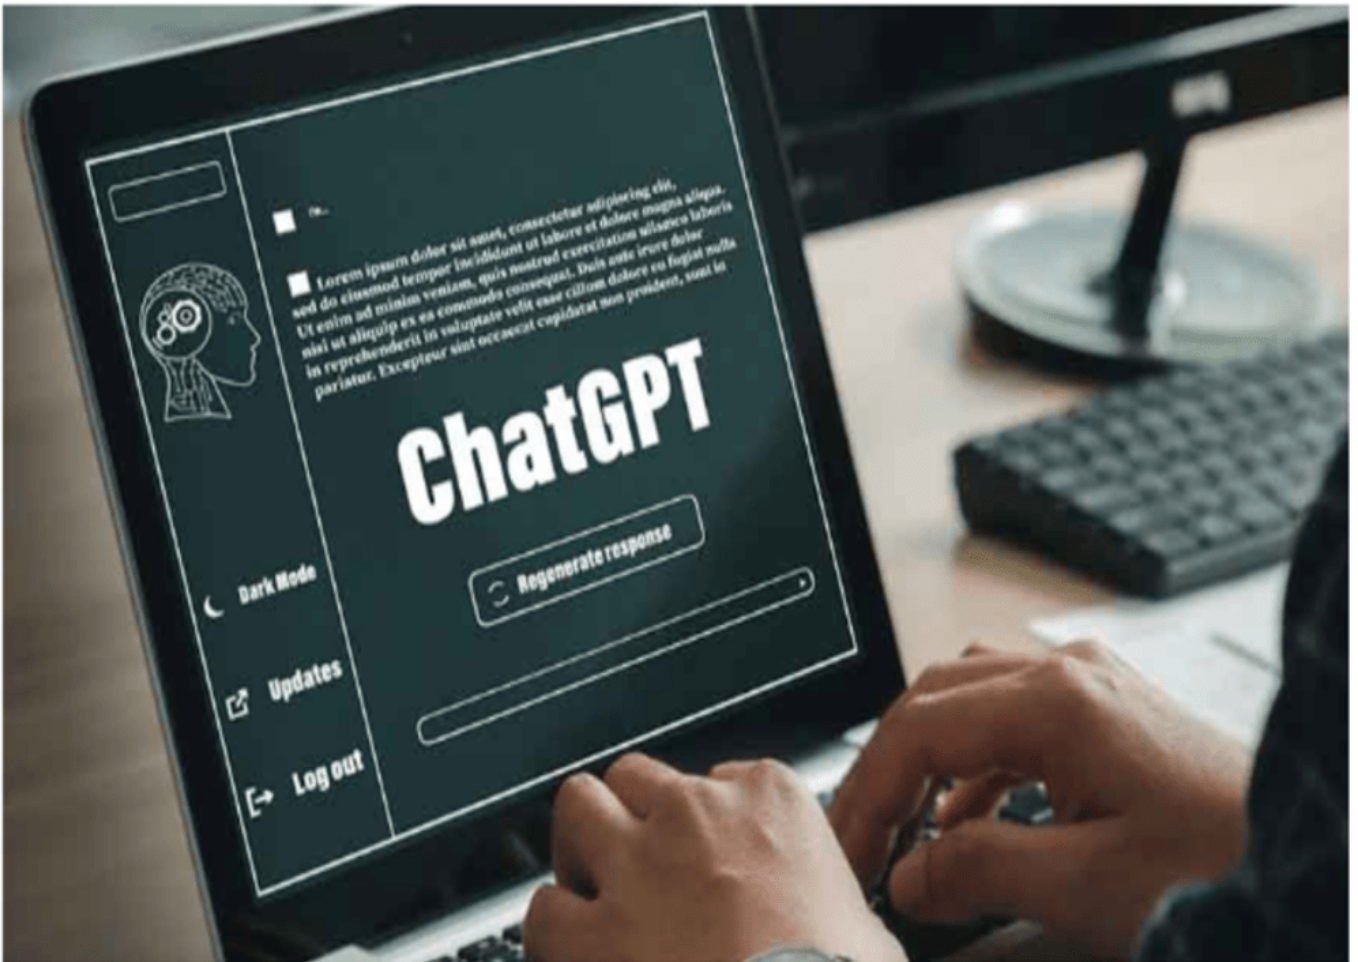 Lorem ipsum dolor sit amet, consectetur adipiscing elit,
sed do eiusmod tempor incididunt ut labore et dolore magna aliqua.
Ut enim ad minim veniam, quis nostrud exercitation ullamco laboris
nisi ut aliquip ex ea commodo consequat. Duis aute irure dolor
in reprehenderit in voluptate velit esse cillum dolore eu fugiat nulla
pariatur. Excepteur sint occaecat cupidatat non proident, sunt in
ChatGPT
Regenerate response
Dark Mode
Updates
Log out